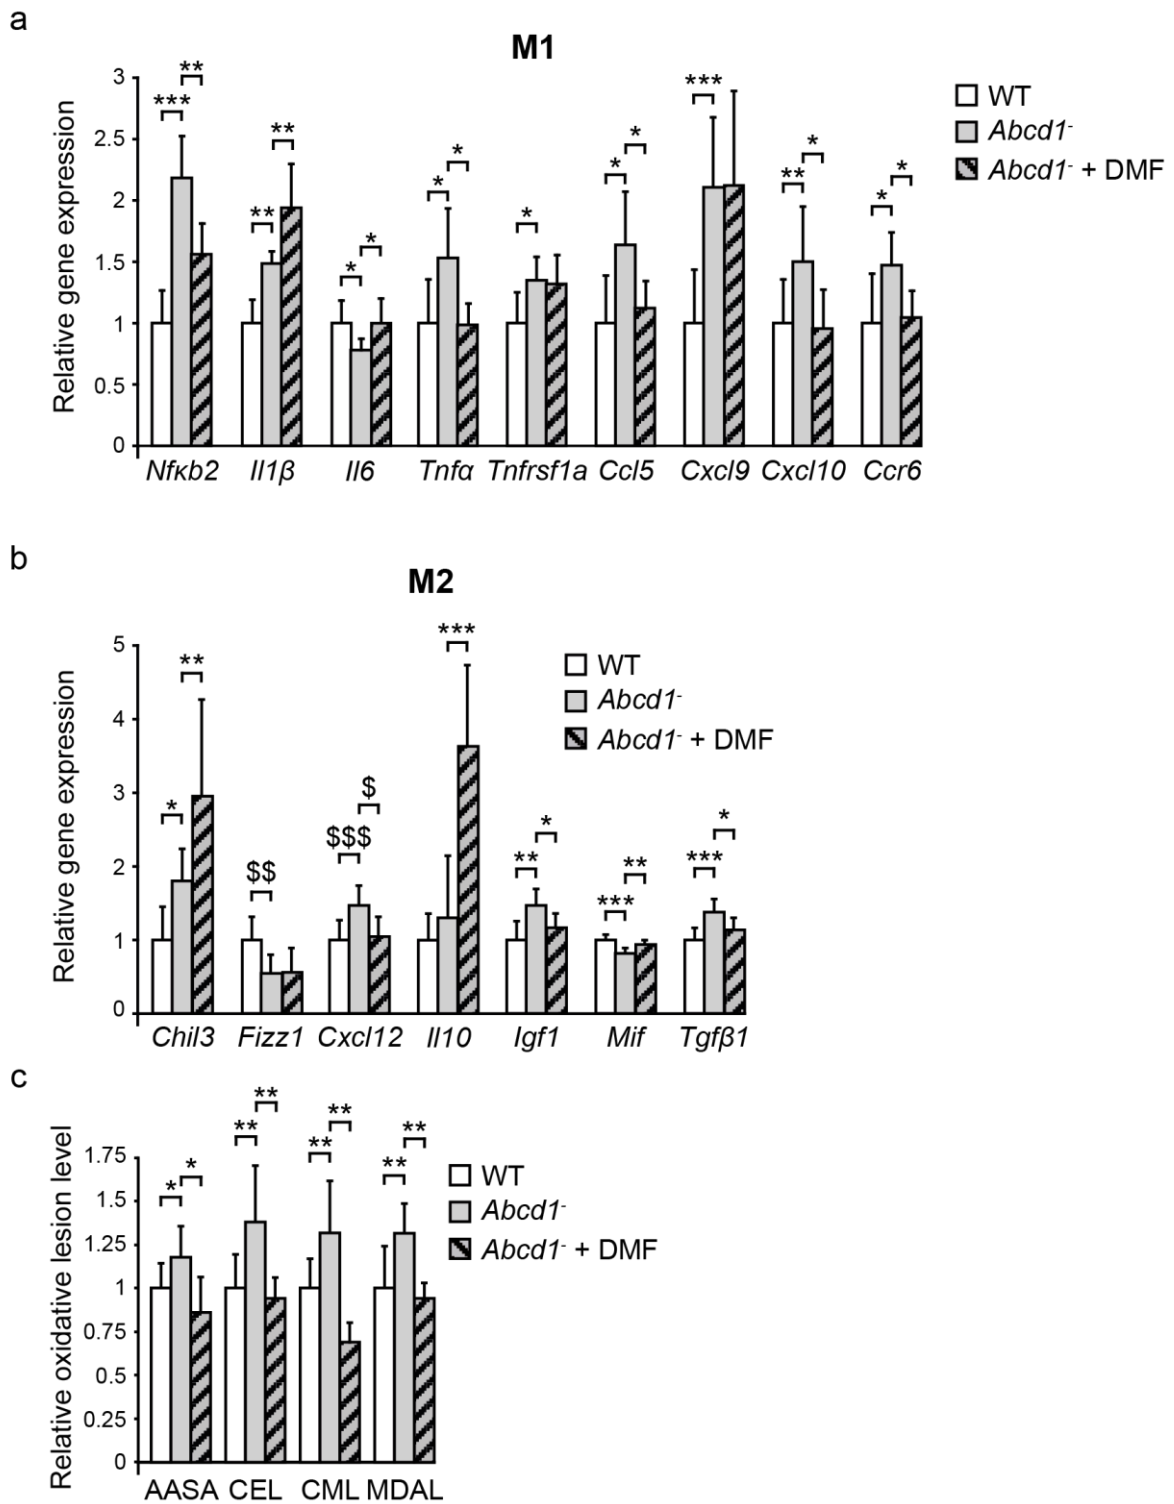 a
M1
Relative gene expression
3
2.5
2
1.5
1
0.5
0
*** ** ** ** * * * * * * * *** ** * * *
WT
Abcd1⁻
Abcd1⁻ + DMF
Nfκb2 Il1β Il6 Tnfα Tnfrsf1a Ccl5 Cxcl9 Cxcl10 Ccr6
b
M2
Relative gene expression
5
4
3
2
1
0
* ** $$ $$$ $ *** ** * *** ** *** *
WT
Abcd1⁻
Abcd1⁻ + DMF
Chil3 Fizz1 Cxcl12 Il10 Igf1 Mif Tgfβ1
c
Relative oxidative lesion level
1.75
1.5
1.25
1
0.75
0.5
0.25
0
* * ** ** ** ** ** **
WT
Abcd1⁻
Abcd1⁻ + DMF
AASA CEL CML MDAL